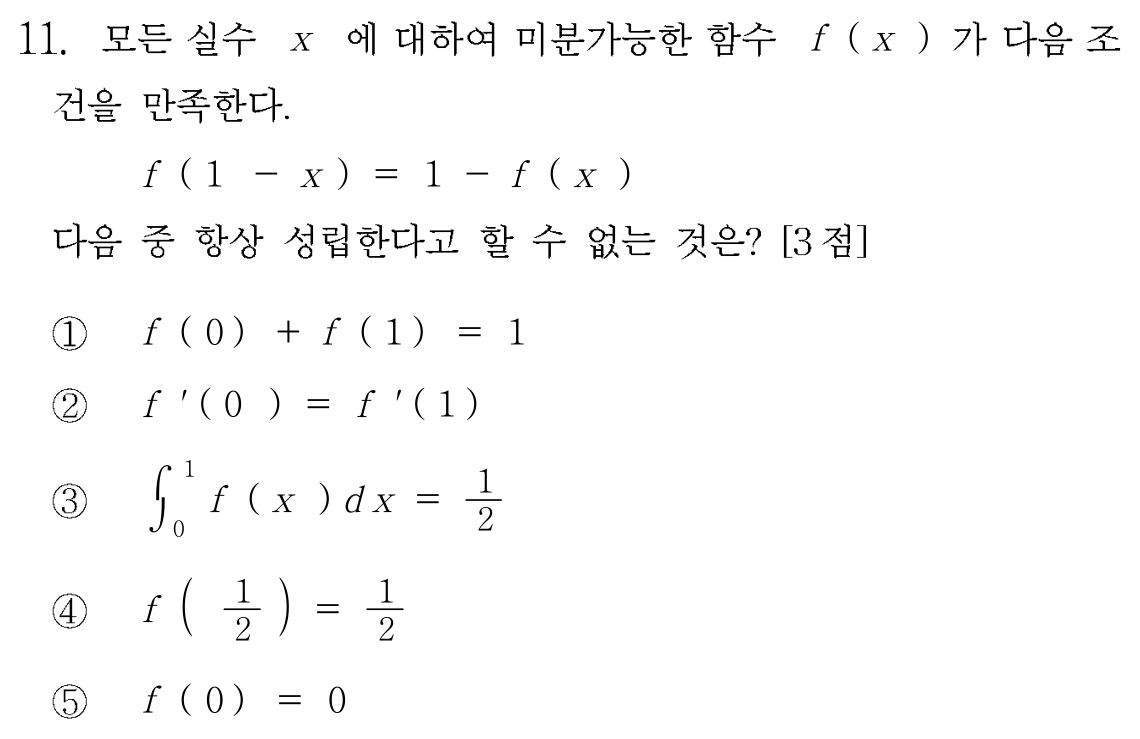 11. 모든 실수 x 에 대하여 미분가능한 함수 f ( x ) 가 다음 조
건을 만족한다.
f ( 1 − x ) = 1 − f ( x )
다음 중 항상 성립한다고 할 수 없는 것은? [3점]
① f ( 0 ) + f ( 1 ) = 1
② f ′( 0 ) = f ′( 1 )
③ ∫₀¹ f ( x ) d x = 1/2
④ f ( 1/2 ) = 1/2
⑤ f ( 0 ) = 0